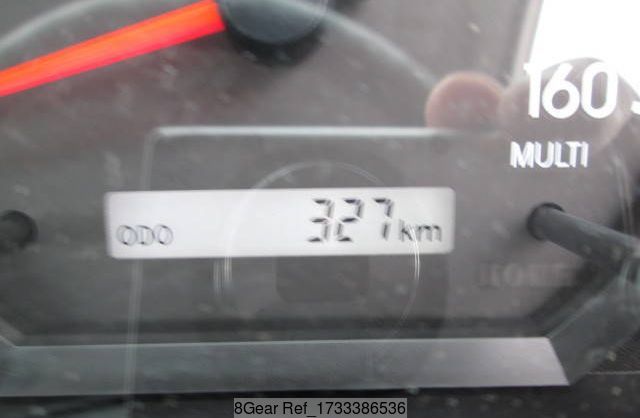 160
MULTI
ODO 327 km
8Gear Ref_1733386536